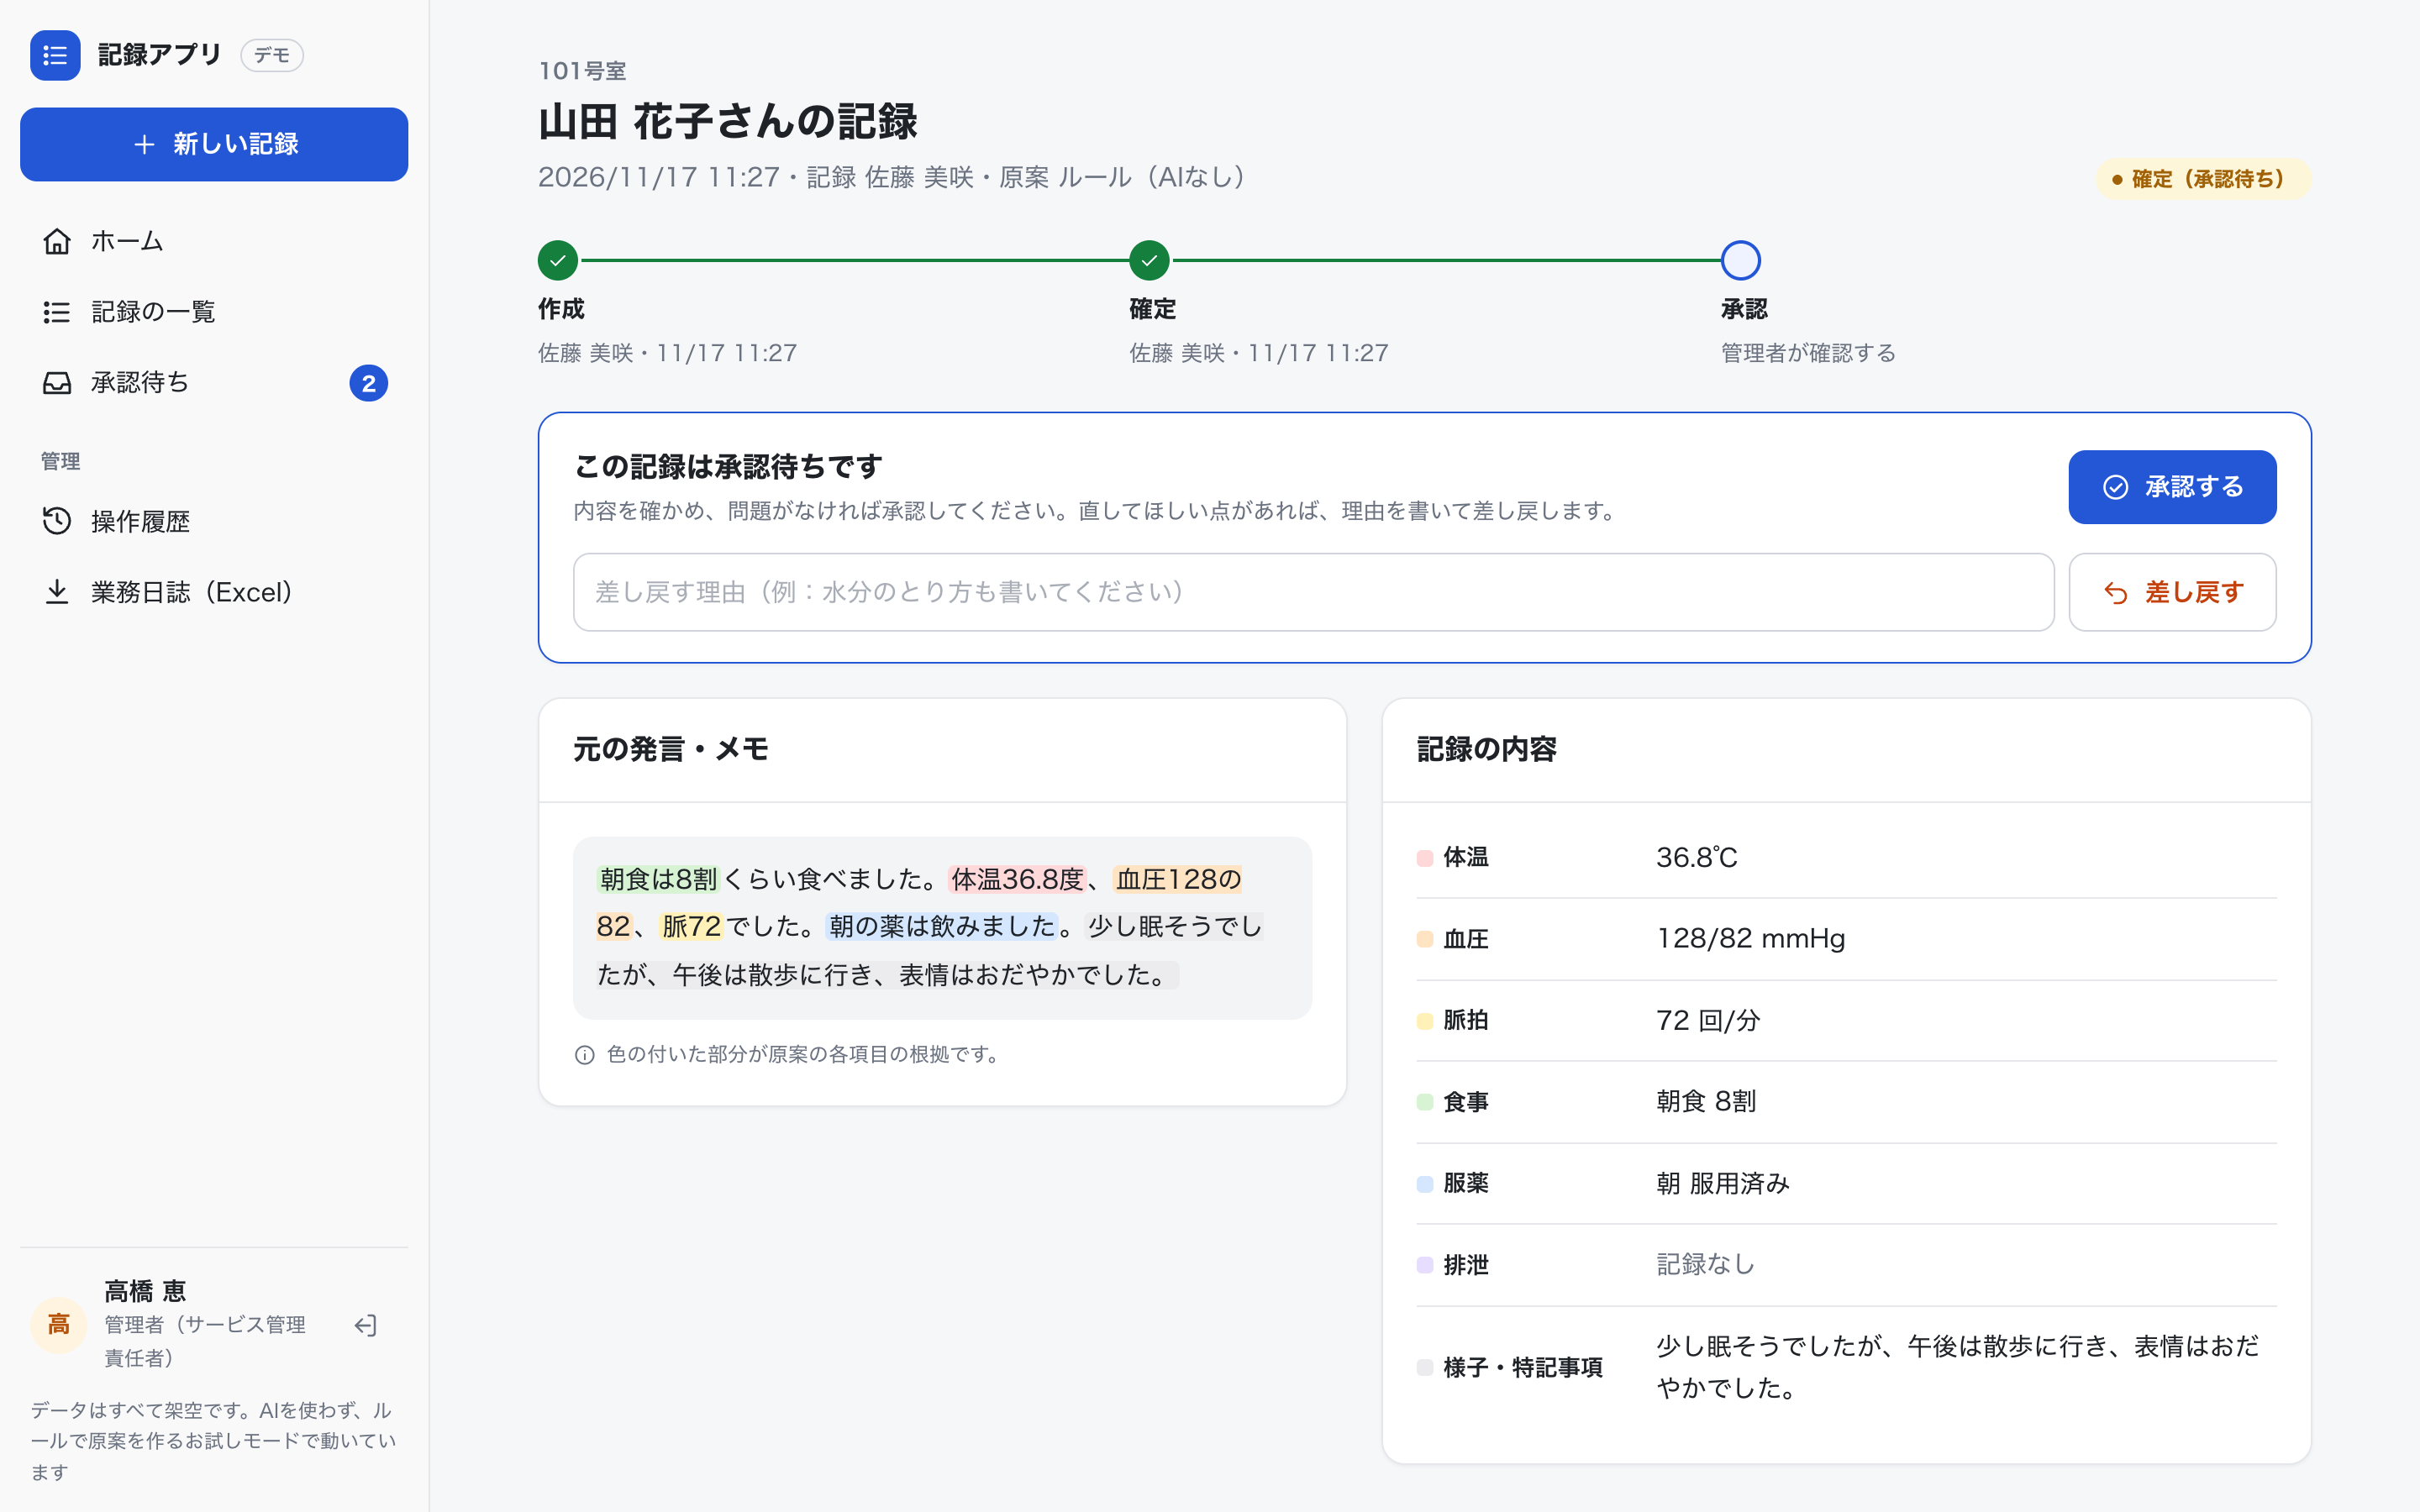 記録アプリ デモ
新しい記録
ホーム
記録の一覧
承認待ち 2
管理
操作履歴
業務日誌（Excel）
高
高橋 恵
管理者（サービス管理
責任者）
データはすべて架空です。AIを使わず、ル
ールで原案を作るお試しモードで動いてい
ます
101号室
山田 花子さんの記録
2026/11/17 11:27・記録 佐藤 美咲・原案 ルール（AIなし）
確定（承認待ち）
作成
佐藤 美咲・11/17 11:27
確定
佐藤 美咲・11/17 11:27
承認
管理者が確認する
この記録は承認待ちです
内容を確かめ、問題がなければ承認してください。直してほしい点があれば、理由を書いて差し戻します。
承認する
差し戻す理由（例：水分のとり方も書いてください）
差し戻す
元の発言・メモ
朝食は8割くらい食べました。体温36.8度、血圧128の
82、脈72でした。朝の薬は飲みました。少し眠そうでし
たが、午後は散歩に行き、表情はおだやかでした。
色の付いた部分が原案の各項目の根拠です。
記録の内容
体温 36.8℃
血圧 128/82 mmHg
脈拍 72 回/分
食事 朝食 8割
服薬 朝 服用済み
排泄 記録なし
様子・特記事項 少し眠そうでしたが、午後は散歩に行き、表情はおだ
やかでした。